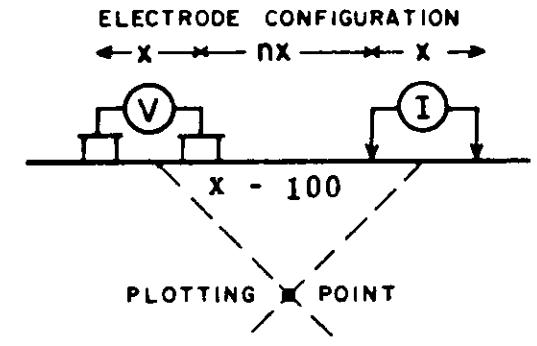 ELECTRODE CONFIGURATION
x nx x
V I
x - 100
PLOTTING POINT